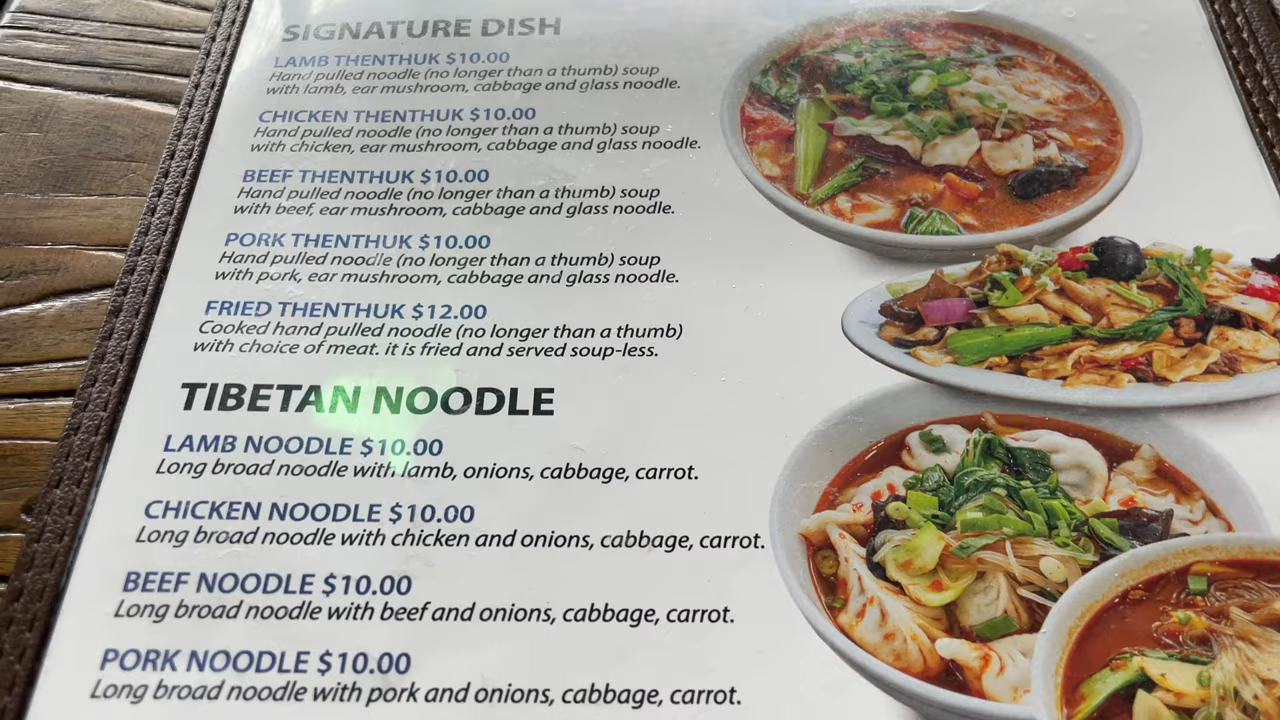 SIGNATURE DISH
LAMB THENTHUK $10.00
Hand pulled noodle (no longer than a thumb) soup
with lamb, ear mushroom, cabbage and glass noodle.
CHICKEN THENTHUK $10.00
Hand pulled noodle (no longer than a thumb) soup
with chicken, ear mushroom, cabbage and glass noodle.
BEEF THENTHUK $10.00
Hand pulled noodle (no longer than a thumb) soup
with beef, ear mushroom, cabbage and glass noodle.
PORK THENTHUK $10.00
Hand pulled noodle (no longer than a thumb) soup
with pork, ear mushroom, cabbage and glass noodle.
FRIED THENTHUK $12.00
Cooked hand pulled noodle (no longer than a thumb)
with choice of meat. it is fried and served soup-less.
TIBETAN NOODLE
LAMB NOODLE $10.00
Long broad noodle with lamb, onions, cabbage, carrot.
CHICKEN NOODLE $10.00
Long broad noodle with chicken and onions, cabbage, carrot.
BEEF NOODLE $10.00
Long broad noodle with beef and onions, cabbage, carrot.
PORK NOODLE $10.00
Long broad noodle with pork and onions, cabbage, carrot.